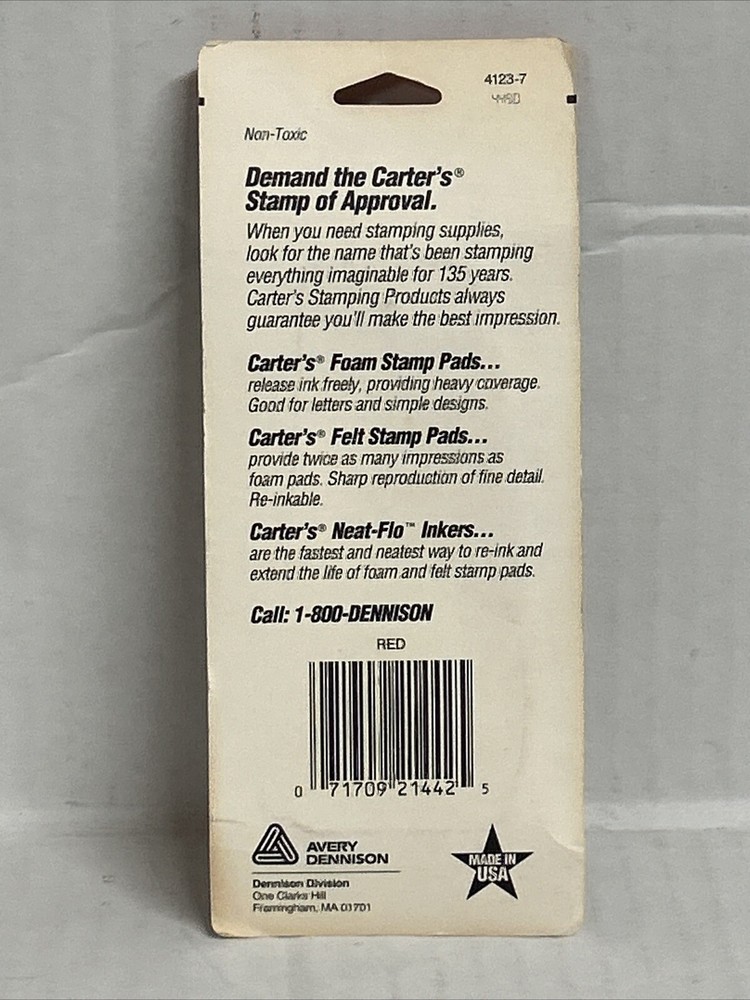 4123-7
Non-Toxic
Demand the Carter's®
Stamp of Approval.
When you need stamping supplies,
look for the name that's been stamping
everything imaginable for 135 years.
Carter's Stamping Products always
guarantee you'll make the best impression.
Carter's® Foam Stamp Pads...
release ink freely, providing heavy coverage.
Good for letters and simple designs.
Carter's® Felt Stamp Pads...
provide twice as many impressions as
foam pads. Sharp reproduction of fine detail.
Re-inkable.
Carter's® Neat-Flo™ Inkers...
are the fastest and neatest way to re-ink and
extend the life of foam and felt stamp pads.
Call: 1-800-DENNISON
RED
0 71709 21442 5
AVERY
DENNISON
Dennison Division
One Clarks Hill
Framingham, MA 01701
MADE IN
USA